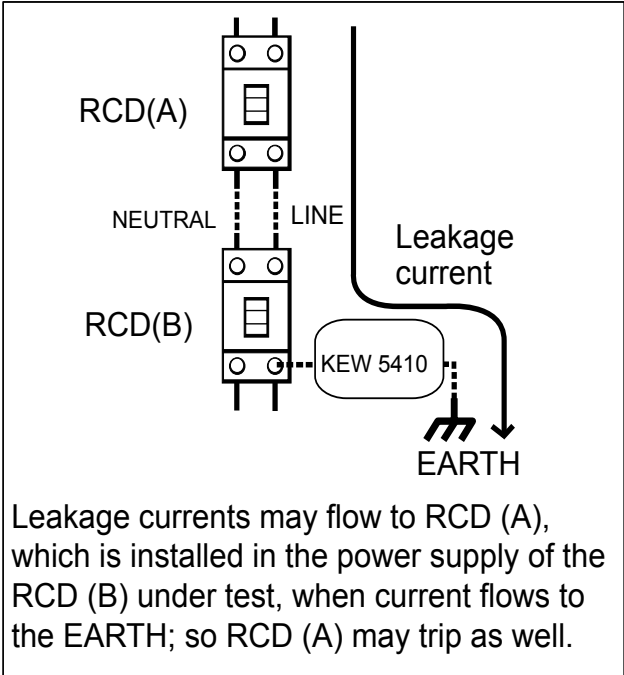 RCD(A)
NEUTRAL
LINE
Leakage
current
RCD(B)
KEW 5410
EARTH
Leakage currents may flow to RCD (A),
which is installed in the power supply of the
RCD (B) under test, when current flows to
the EARTH; so RCD (A) may trip as well.